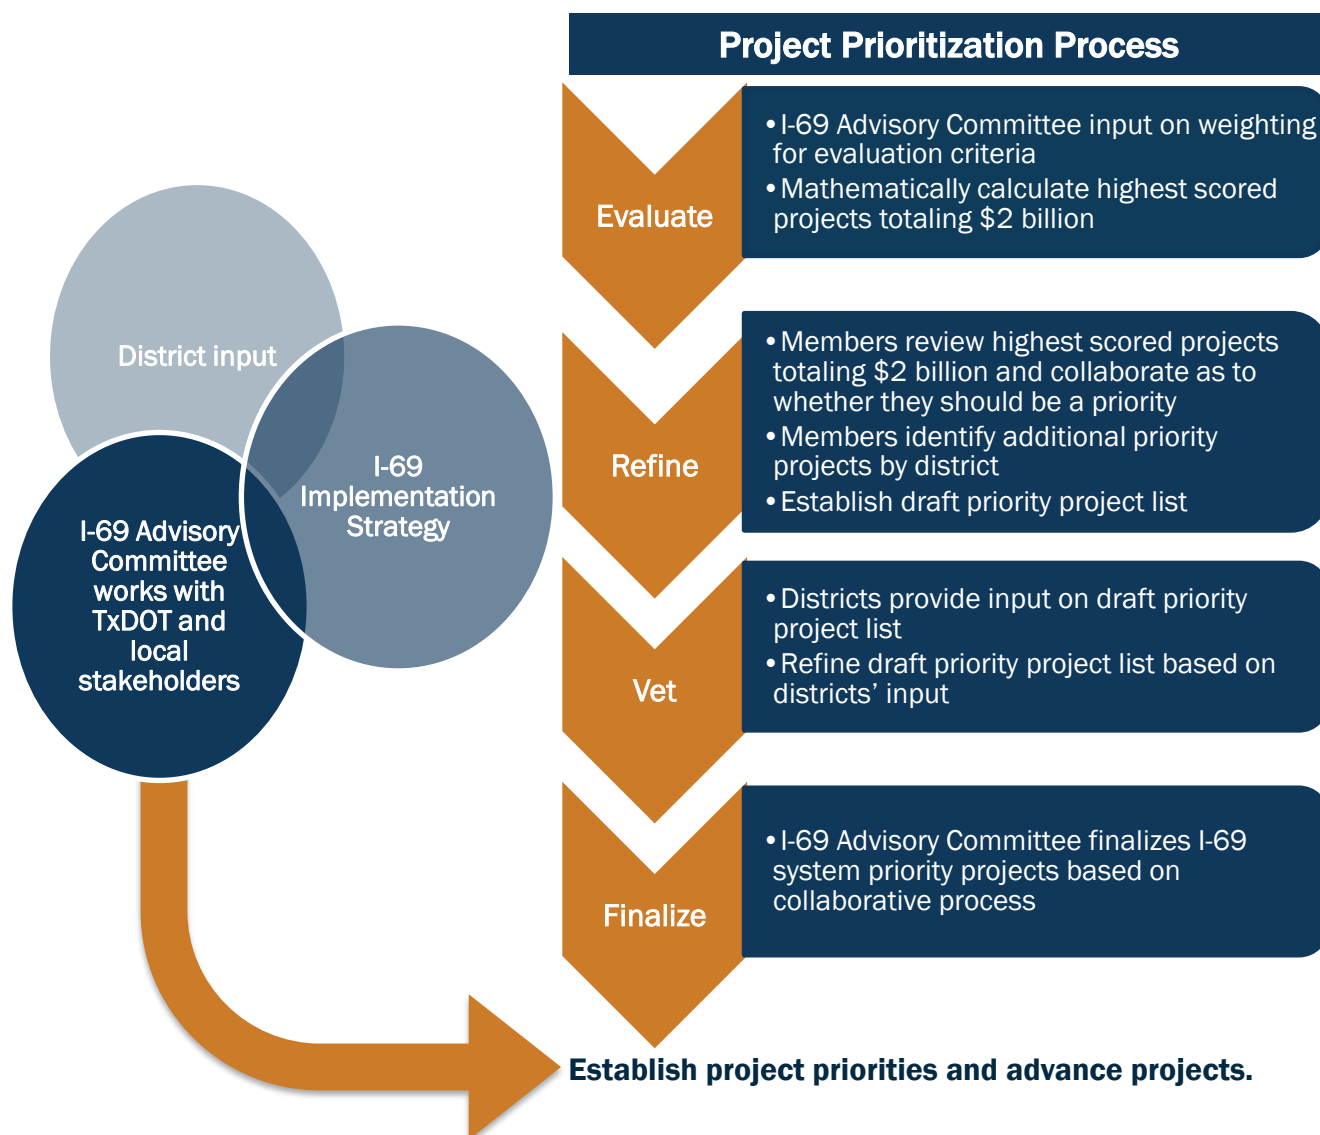 Project Prioritization Process
District input
I-69
Implementation
Strategy
I-69 Advisory
Committee
works with
TxDOT and
local
stakeholders
Evaluate
•I-69 Advisory Committee input on weighting
for evaluation criteria
•Mathematically calculate highest scored
projects totaling $2 billion
Refine
•Members review highest scored projects
totaling $2 billion and collaborate as to
whether they should be a priority
•Members identify additional priority
projects by district
•Establish draft priority project list
Vet
•Districts provide input on draft priority
project list
•Refine draft priority project list based on
districts’ input
Finalize
•I-69 Advisory Committee finalizes I-69
system priority projects based on
collaborative process
Establish project priorities and advance projects.